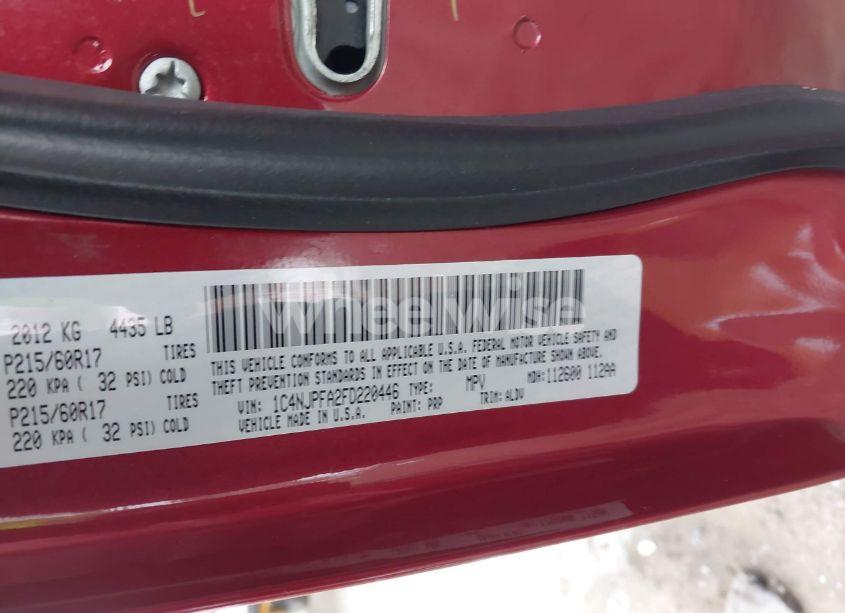 2012 KG 4435 LB
P215/60R17 TIRES
220 KPA ( 32 PSI) COLD
P215/60R17 TIRES
220 KPA ( 32 PSI) COLD
wheelwise
THIS VEHICLE CONFORMS TO ALL APPLICABLE U.S.A. FEDERAL MOTOR VEHICLE SAFETY AND
THEFT PREVENTION STANDARDS IN EFFECT ON THE DATE OF MANUFACTURE SHOWN ABOVE.
VIN: 1C4NJPFA2FD220446 TYPE: MPV MDH: 112600 112AA
VEHICLE MADE IN U.S.A. PAINT: PRP TRIM: ALDV